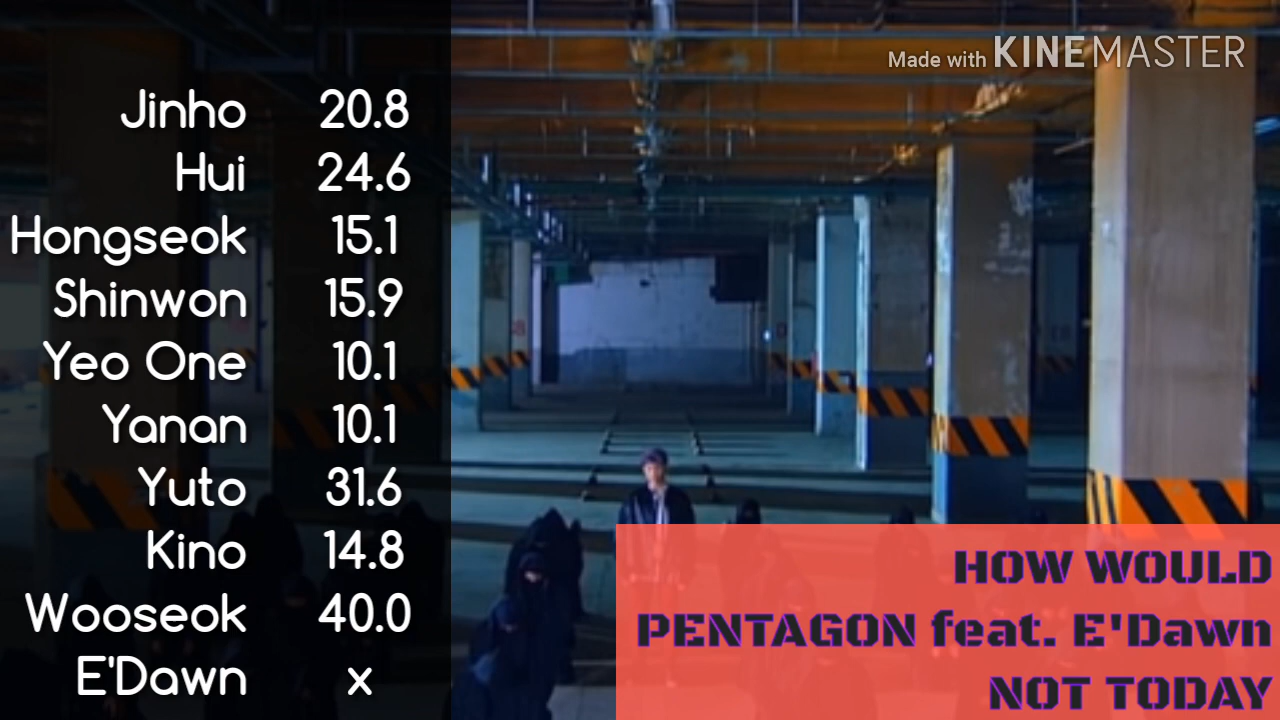 Made with KINEMASTER
Jinho 20.8
Hui 24.6
Hongseok 15.1
Shinwon 15.9
Yeo One 10.1
Yanan 10.1
Yuto 31.6
Kino 14.8
Wooseok 40.0
E'Dawn x
HOW WOULD
PENTAGON feat. E'Dawn
NOT TODAY